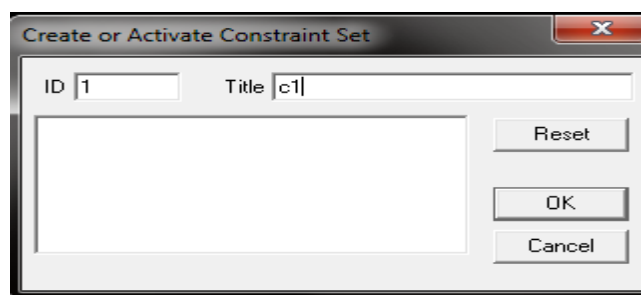 Create or Activate Constraint Set
ID 1 Title c1
Reset
OK
Cancel